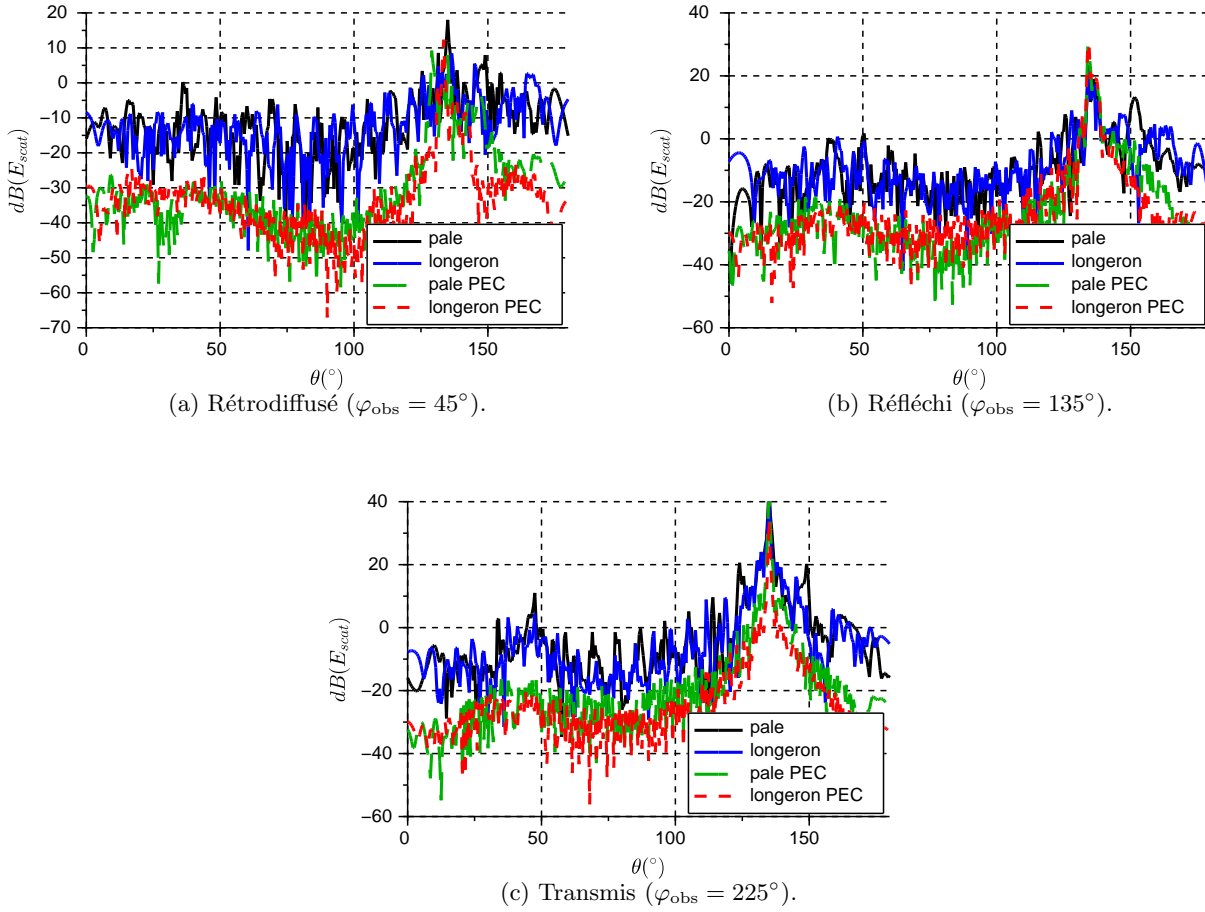 20
10
0
−10
−20
−30
−40
−50
−60
−70
0
50
100
150
dB(E_scat)
θ(°)
pale
longeron
pale PEC
longeron PEC
(a) Rétrodiffusé (φobs = 45°).
40
20
0
−20
−40
−60
0
50
100
150
dB(E_scat)
θ(°)
pale
longeron
pale PEC
longeron PEC
(b) Réfléchi (φobs = 135°).
40
20
0
−20
−40
−60
0
50
100
150
dB(E_scat)
θ(°)
pale
longeron
pale PEC
longeron PEC
(c) Transmis (φobs = 225°).